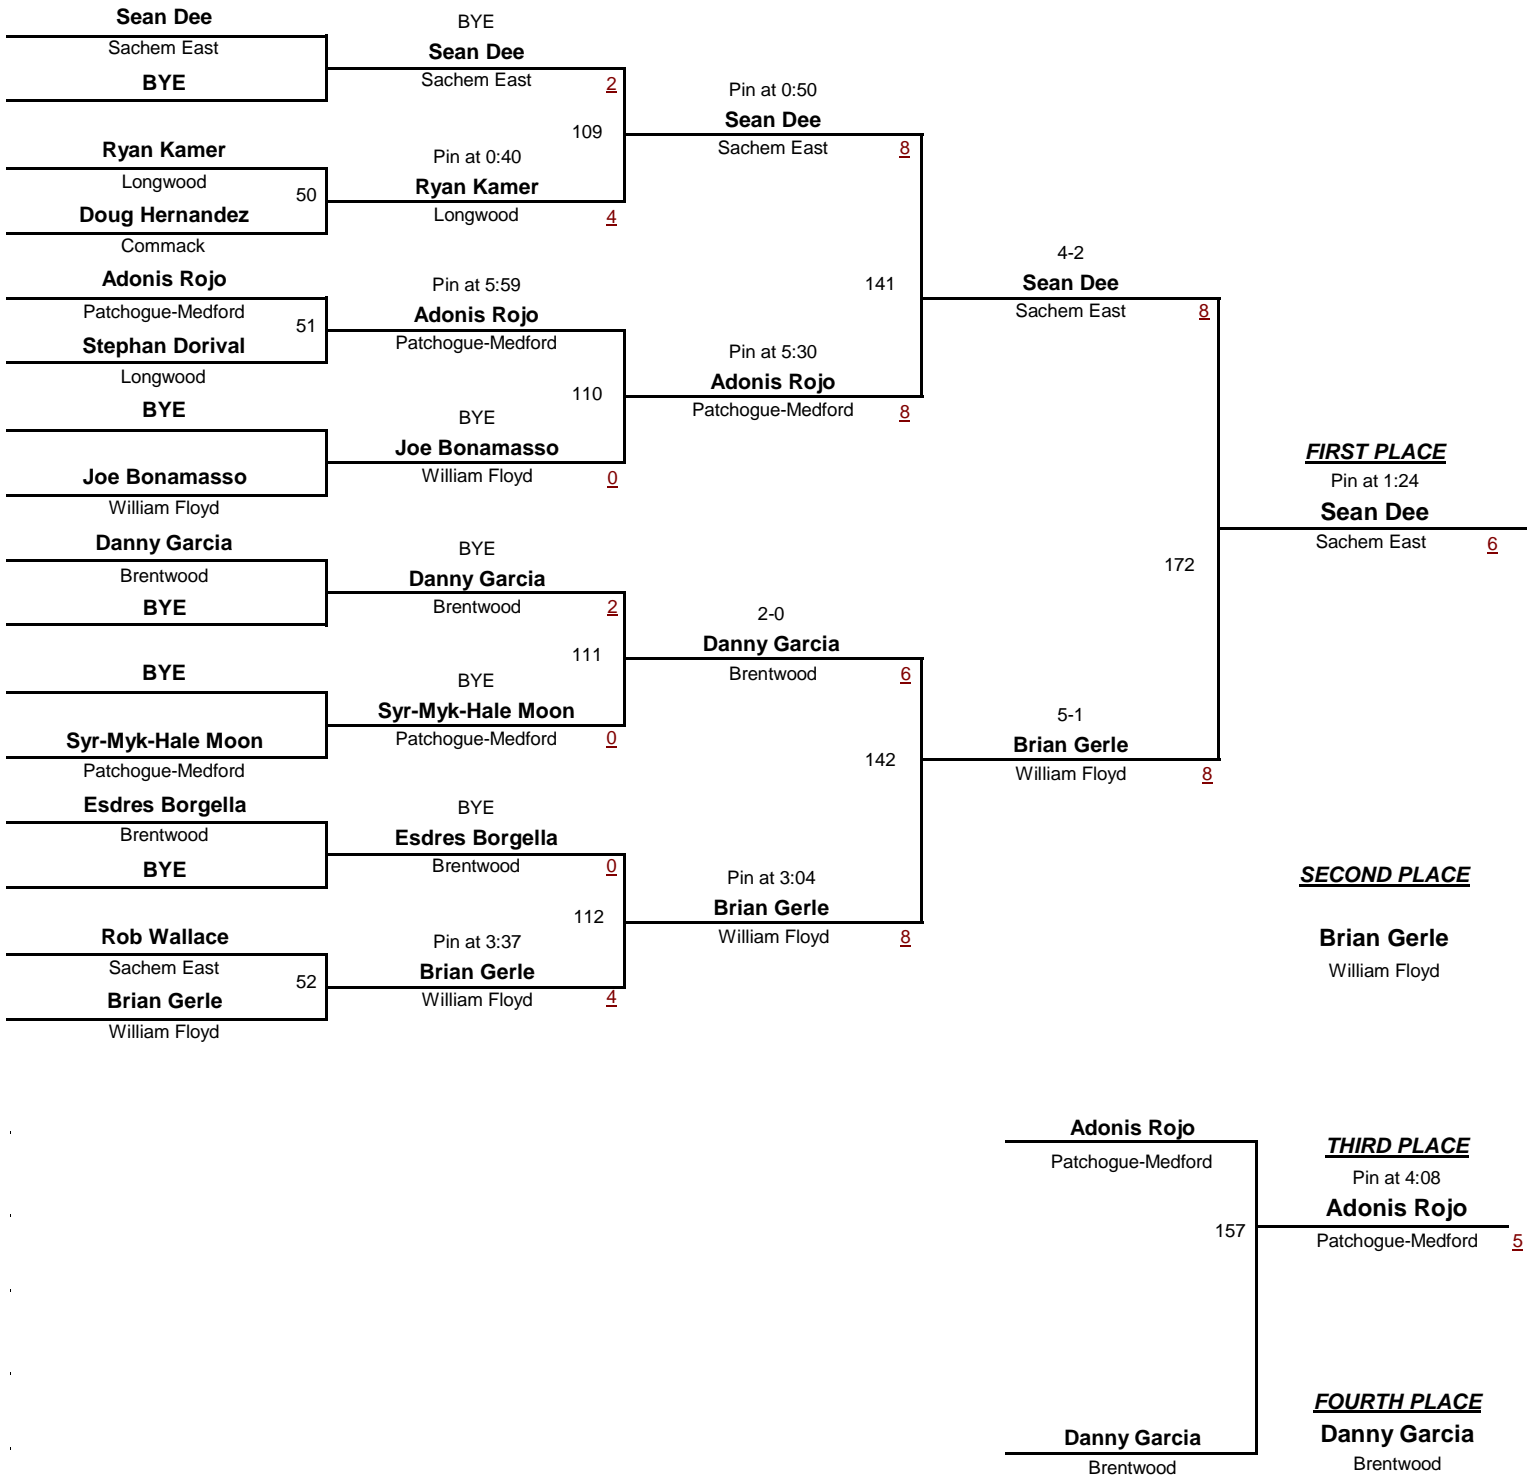 Sean Dee
Sachem East
BYE
Ryan Kamer
Longwood
50
Doug Hernandez
Commack
Adonis Rojo
Patchogue-Medford
51
Stephan Dorival
Longwood
BYE
Joe Bonamasso
William Floyd
Danny Garcia
Brentwood
BYE
BYE
Syr-Myk-Hale Moon
Patchogue-Medford
Esdres Borgella
Brentwood
BYE
Rob Wallace
Sachem East
52
Brian Gerle
William Floyd
BYE
Sean Dee
Sachem East 2
109
Pin at 0:40
Ryan Kamer
Longwood 4
Pin at 5:59
Adonis Rojo
Patchogue-Medford
110
BYE
Joe Bonamasso
William Floyd 0
BYE
Danny Garcia
Brentwood 2
111
BYE
Syr-Myk-Hale Moon
Patchogue-Medford 0
BYE
Esdres Borgella
Brentwood 0
112
Pin at 3:37
Brian Gerle
William Floyd 4
Pin at 0:50
Sean Dee
Sachem East 8
141
Pin at 5:30
Adonis Rojo
Patchogue-Medford 8
2-0
Danny Garcia
Brentwood 6
142
Pin at 3:04
Brian Gerle
William Floyd 8
4-2
Sean Dee
Sachem East 8
172
5-1
Brian Gerle
William Floyd 8
FIRST PLACE
Pin at 1:24
Sean Dee
Sachem East 6
SECOND PLACE
Brian Gerle
William Floyd
Adonis Rojo
Patchogue-Medford
157
Danny Garcia
Brentwood
THIRD PLACE
Pin at 4:08
Adonis Rojo
Patchogue-Medford 5
FOURTH PLACE
Danny Garcia
Brentwood